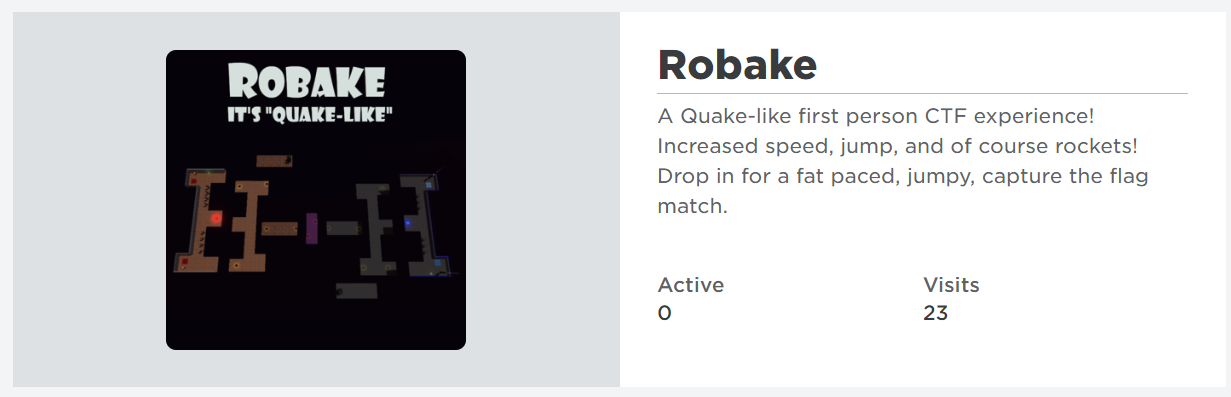 ROBAKE
IT'S "QUAKE-LIKE"
Robake
A Quake-like first person CTF experience!
Increased speed, jump, and of course rockets!
Drop in for a fat paced, jumpy, capture the flag
match.
Active
Visits
0
23